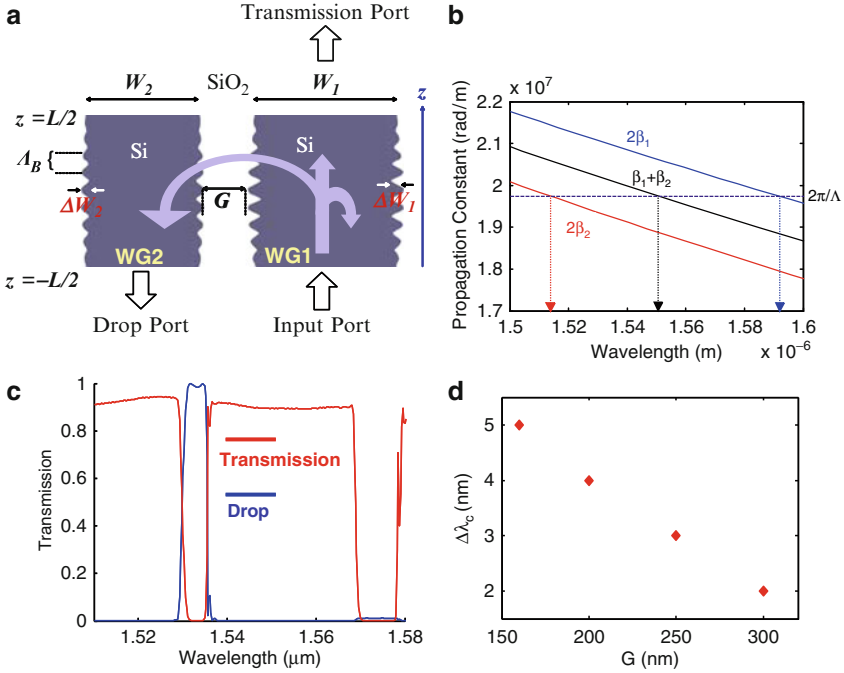 a
Transmission Port
W₂
SiO₂
W₁
z
z = L/2
Si
Si
Λ_B {
ΔW₂
G
ΔW₁
WG2
WG1
z = –L/2
Drop Port
Input Port
b
x 10⁷
2.2
2.1
2
1.9
1.8
1.7
Propagation Constant (rad/m)
2β₁
β₁+β₂
2β₂
2π/Λ
1.5
1.52
1.54
1.56
1.58
1.6
Wavelength (m)
x 10⁻⁶
c
1
0.8
0.6
0.4
0.2
0
Transmission
Transmission
Drop
1.52
1.54
1.56
1.58
Wavelength (μm)
d
5
4
3
2
Δλ_c (nm)
150
200
250
300
G (nm)